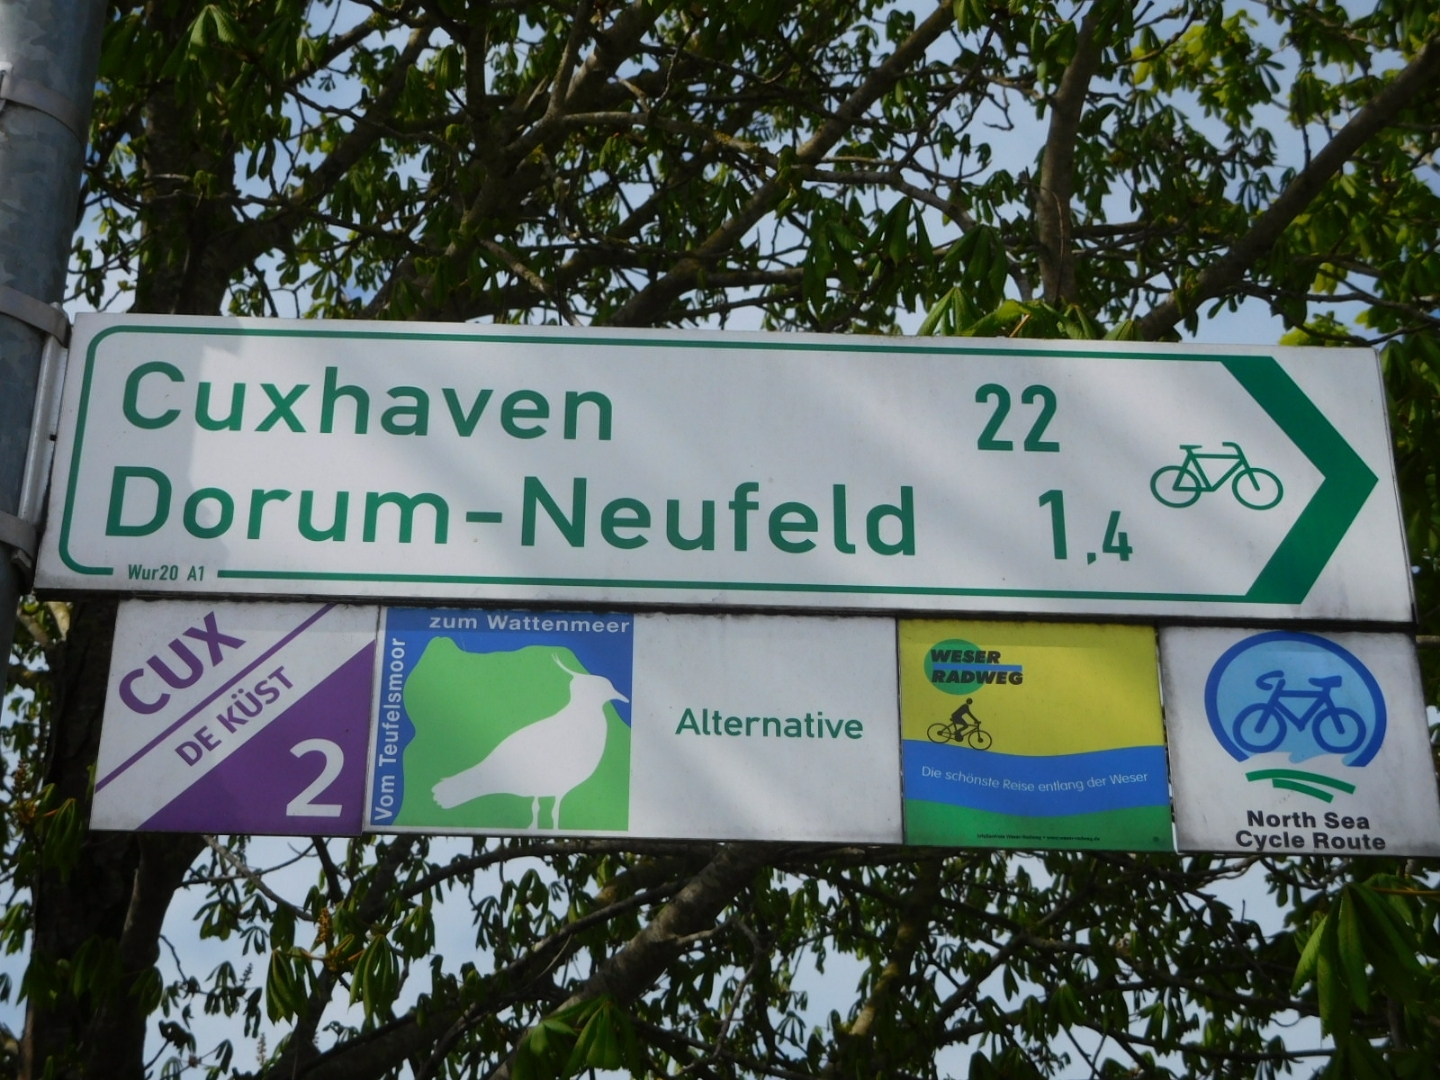 Cuxhaven 22
Dorum-Neufeld 1,4
Wur20 A1
CUX
DE KÜST
2
Vom Teufelsmoor
zum Wattenmeer
Alternative
WESER
RADWEG
Die schönste Reise entlang der Weser
North Sea
Cycle Route